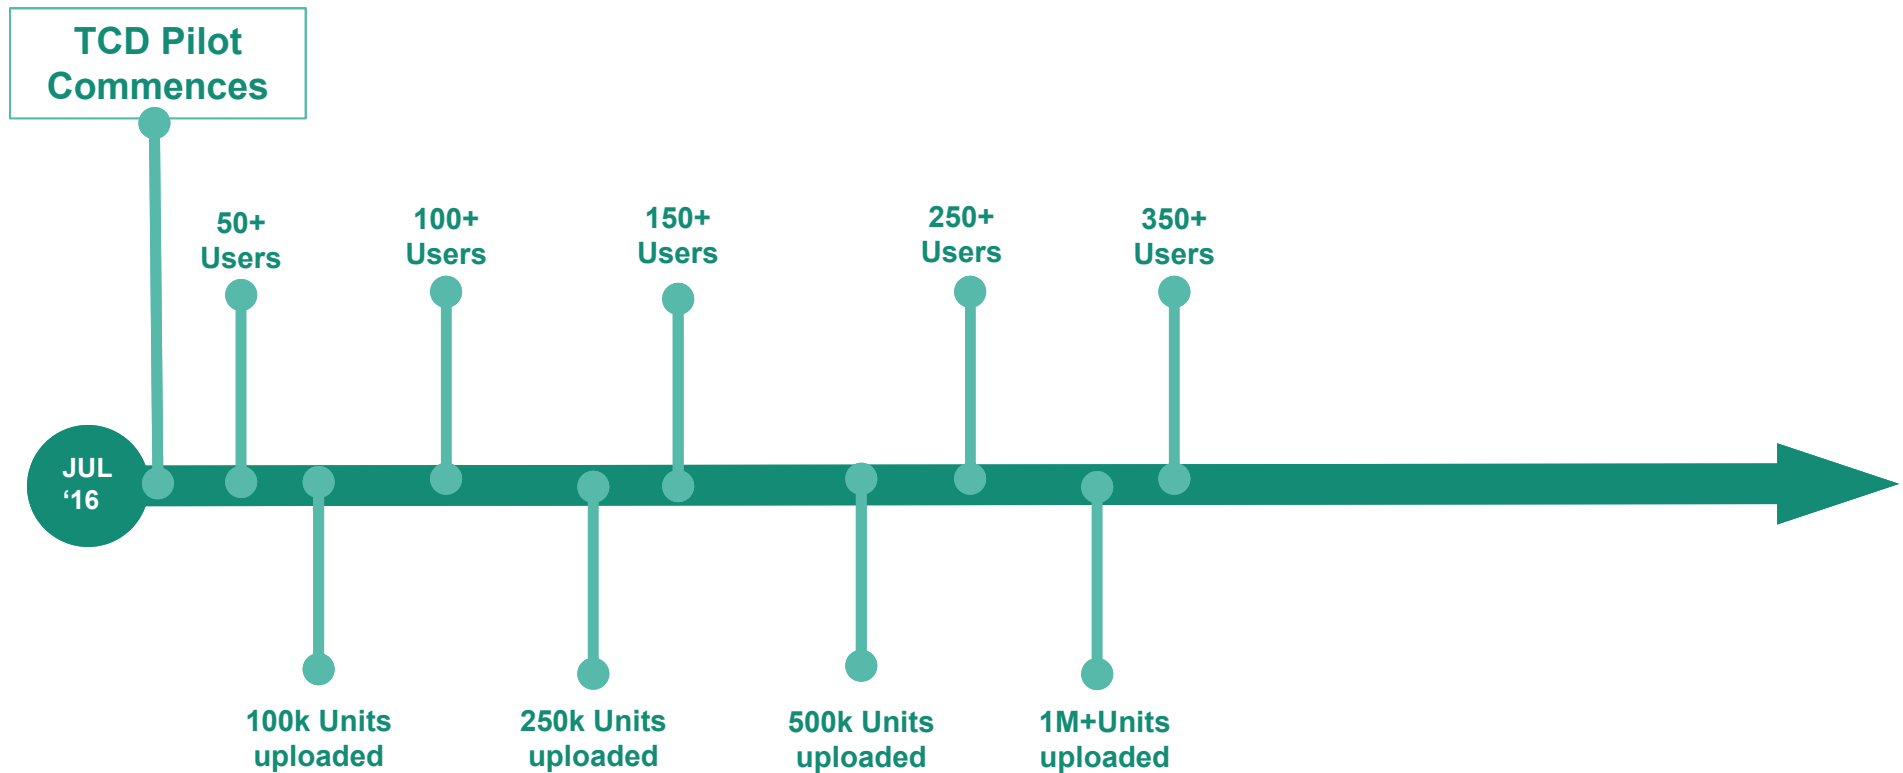 TCD Pilot
Commences
50+
Users
100+
Users
150+
Users
250+
Users
350+
Users
JUL
‘16
100k Units
uploaded
250k Units
uploaded
500k Units
uploaded
1M+Units
uploaded